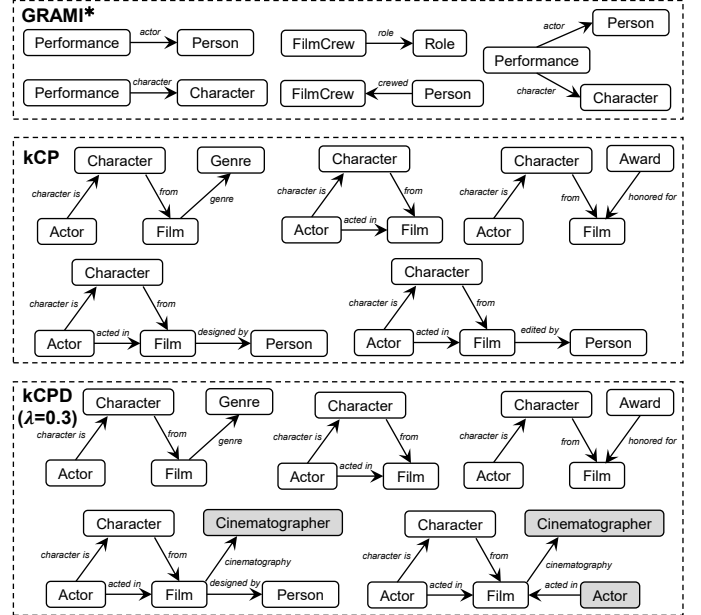 GRAMI*
actor
Performance Person
role
FilmCrew Role
actor
Person
Performance
character
Character
character
Performance Character
crewed
FilmCrew Person
kCP
Character Genre
character is from genre
Actor Film
Character
character is from
acted in
Actor Film
Character Award
character is from honored for
Actor Film
Character
character is from
acted in designed by
Actor Film Person
Character
character is from
acted in edited by
Actor Film Person
kCPD
(λ=0.3)
Character Genre
character is from genre
Actor Film
Character
character is from
acted in
Actor Film
Character Award
character is from honored for
Actor Film
Character Cinematographer
character is from cinematography
acted in designed by
Actor Film Person
Character Cinematographer
character is from cinematography
acted in acted in
Actor Film Actor